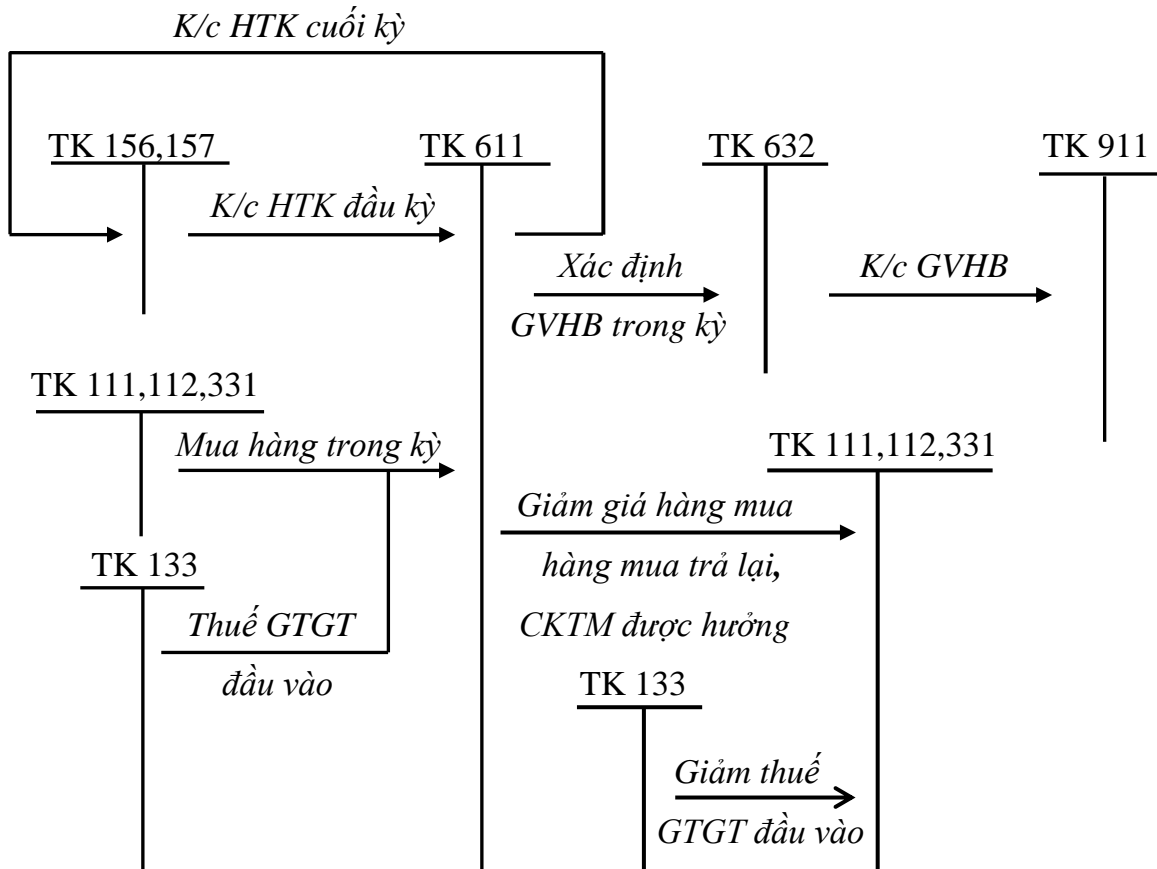 K/c HTK cuối kỳ
TK 156,157
TK 611
TK 632
TK 911
K/c HTK đầu kỳ
Xác định
GVHB trong kỳ
K/c GVHB
TK 111,112,331
Mua hàng trong kỳ
TK 111,112,331
Giảm giá hàng mua
hàng mua trả lại,
CKTM được hưởng
TK 133
Thuế GTGT
đầu vào
TK 133
Giảm thuế
GTGT đầu vào